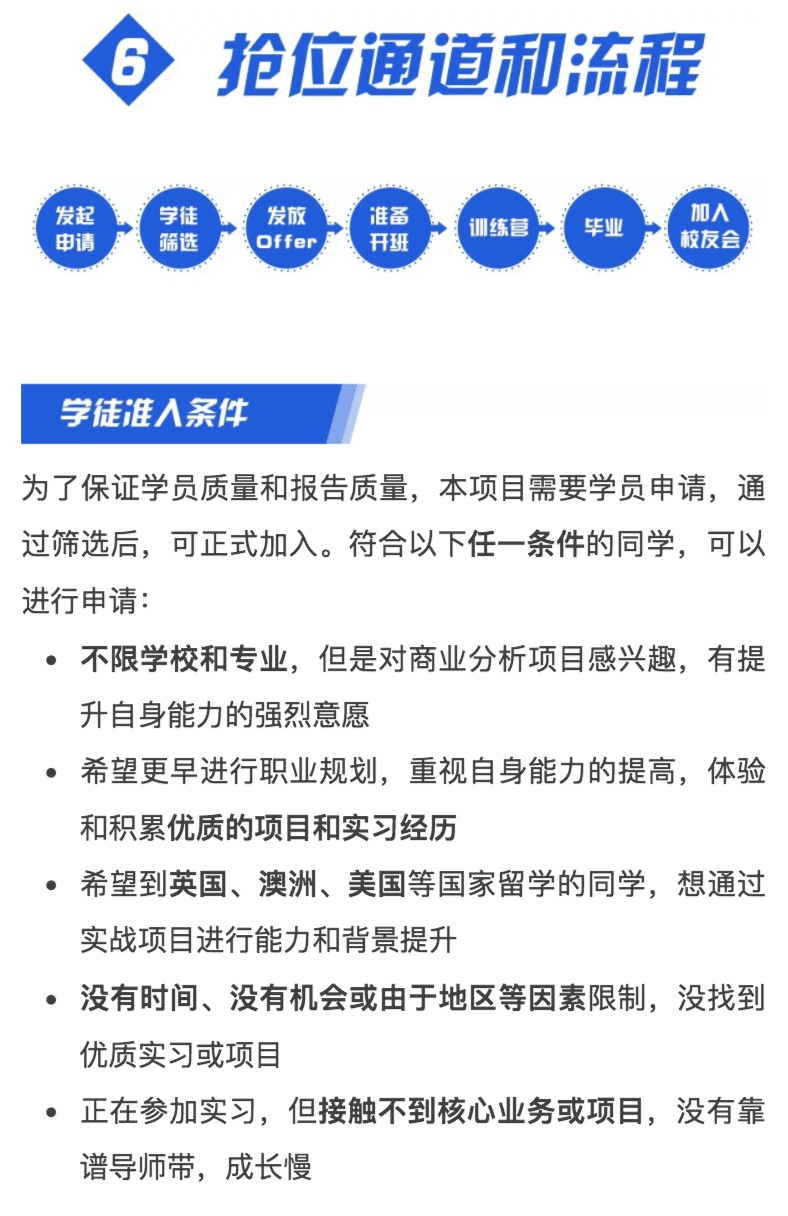 6 抢位通道和流程
发起 学徒 发放 准备 训练营 毕业 加入
申请 筛选 Offer 开班 校友会
学徒准入条件
为了保证学员质量和报告质量，本项目需要学员申请，通
过筛选后，可正式加入。符合以下任一条件的同学，可以
进行申请：
• 不限学校和专业，但是对商业分析项目感兴趣，有提
升自身能力的强烈意愿
• 希望更早进行职业规划，重视自身能力的提高，体验
和积累优质的项目和实习经历
• 希望到英国、澳洲、美国等国家留学的同学，想通过
实战项目进行能力和背景提升
• 没有时间、没有机会或由于地区等因素限制，没找到
优质实习或项目
• 正在参加实习，但接触不到核心业务或项目，没有靠
谱导师带，成长慢